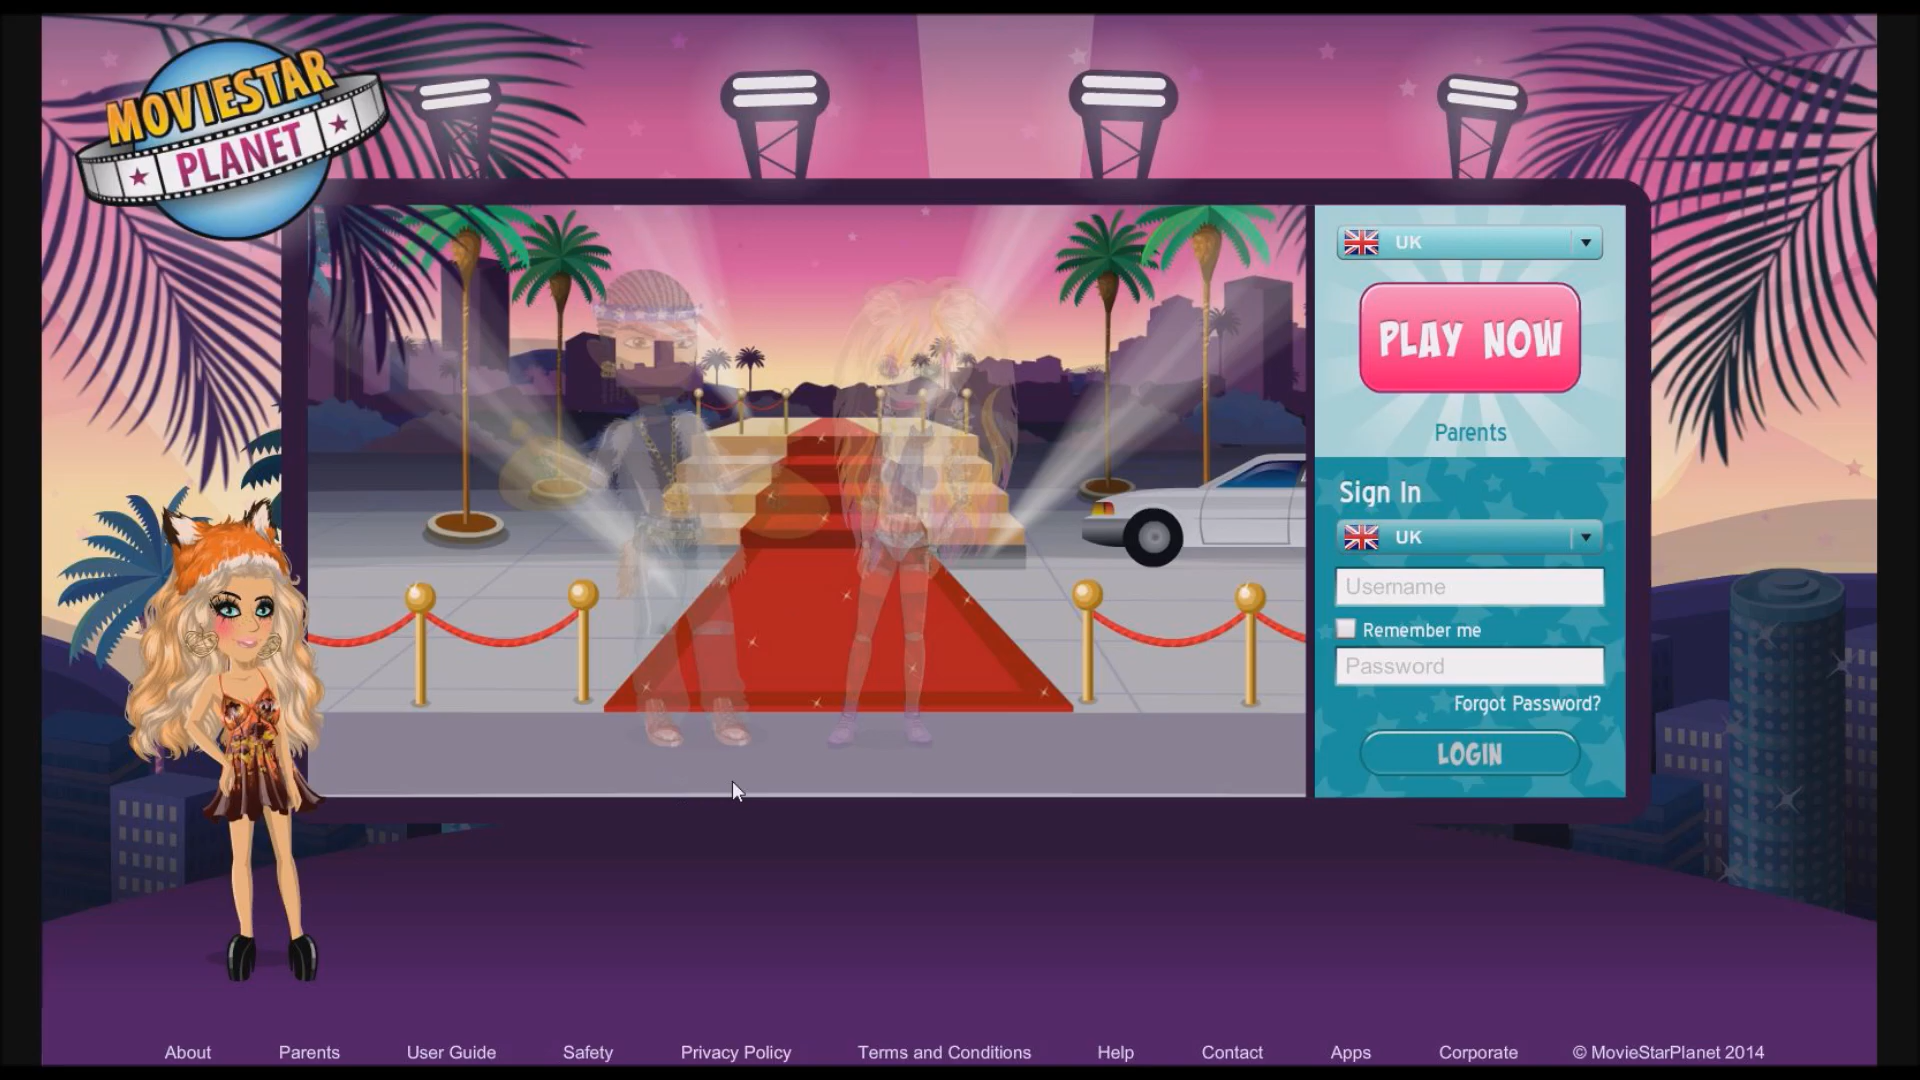 MOVIESTAR
PLANET
UK
PLAY NOW
Parents
Sign In
UK
Username
Remember me
Password
Forgot Password?
LOGIN
About Parents User Guide Safety Privacy Policy Terms and Conditions Help Contact Apps Corporate © MovieStarPlanet 2014